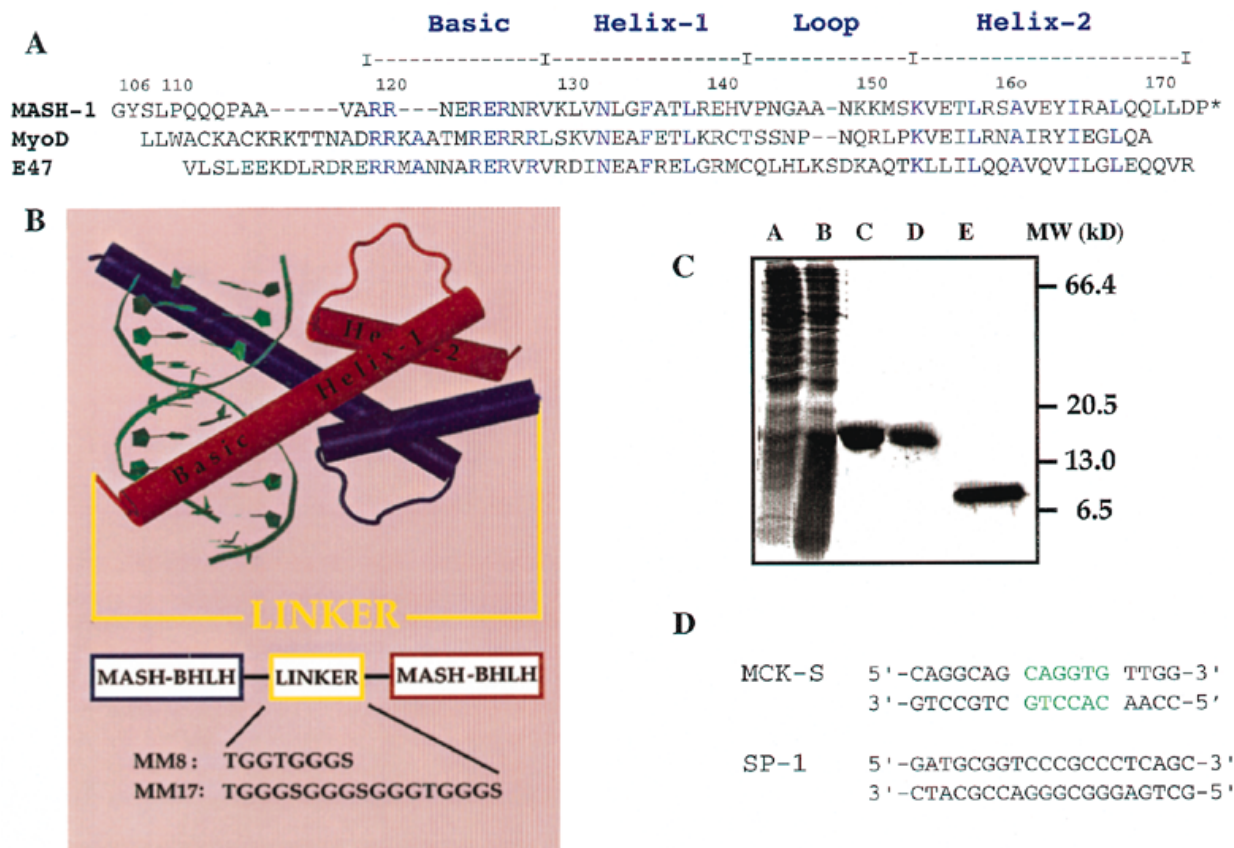 A
Basic Helix-1 Loop Helix-2
I---------------I-----------------I--------------I------------------------I
106 110 120 130 140 150 16o 170
MASH-1 GYSLPQQQPAA-----VARR---NERERNRVKLVNLGFATLREHVPNGAA-NKKMSKVETLRSAVEYIRALQQLLDP*
MyoD LLWACKACKRKTTNADRRKAATMRERRRLSKVNEAFETLKRCTSSNP--NQRLPKVEILRNAIRYIEGLQA
E47 VLSLEEKDLRDRERRMANNARERVRVRDINEAFRELGRMCQLHLKSDKAQTKLLILQQAVQVILGLEQQVR
B
Basic Helix-1
LINKER
MASH-BHLH LINKER MASH-BHLH
MM8: TGGTGGGS
MM17: TGGGSGGGSGGGTGGGS
C
A B C D E MW (kD)
66.4
20.5
13.0
6.5
D
MCK-S 5'-CAGGCAG CAGGTG TTGG-3'
3'-GTCCGTC GTCCAC AACC-5'
SP-1 5'-GATGCGGTCCCGCCCTCAGC-3'
3'-CTACGCCAGGGCGGGAGTCG-5'